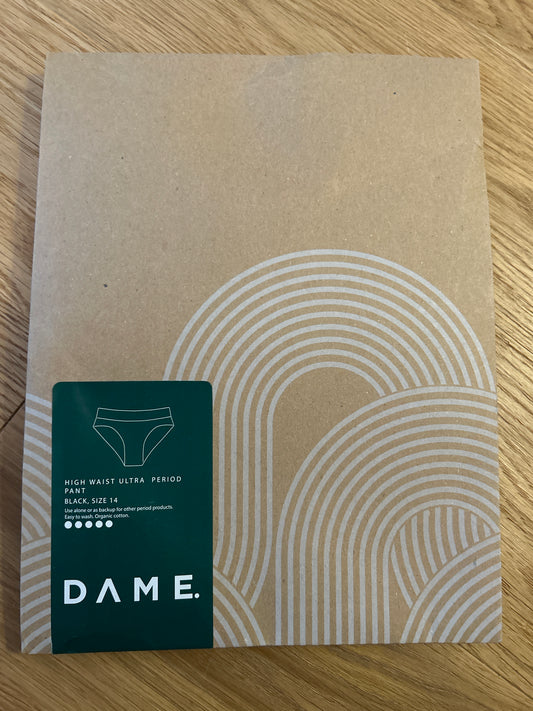 HIGH WAIST ULTRA PERIOD
PANT
BLACK, SIZE 14
Use alone or as backup for other period products.
Easy to wash. Organic cotton.
DAME.